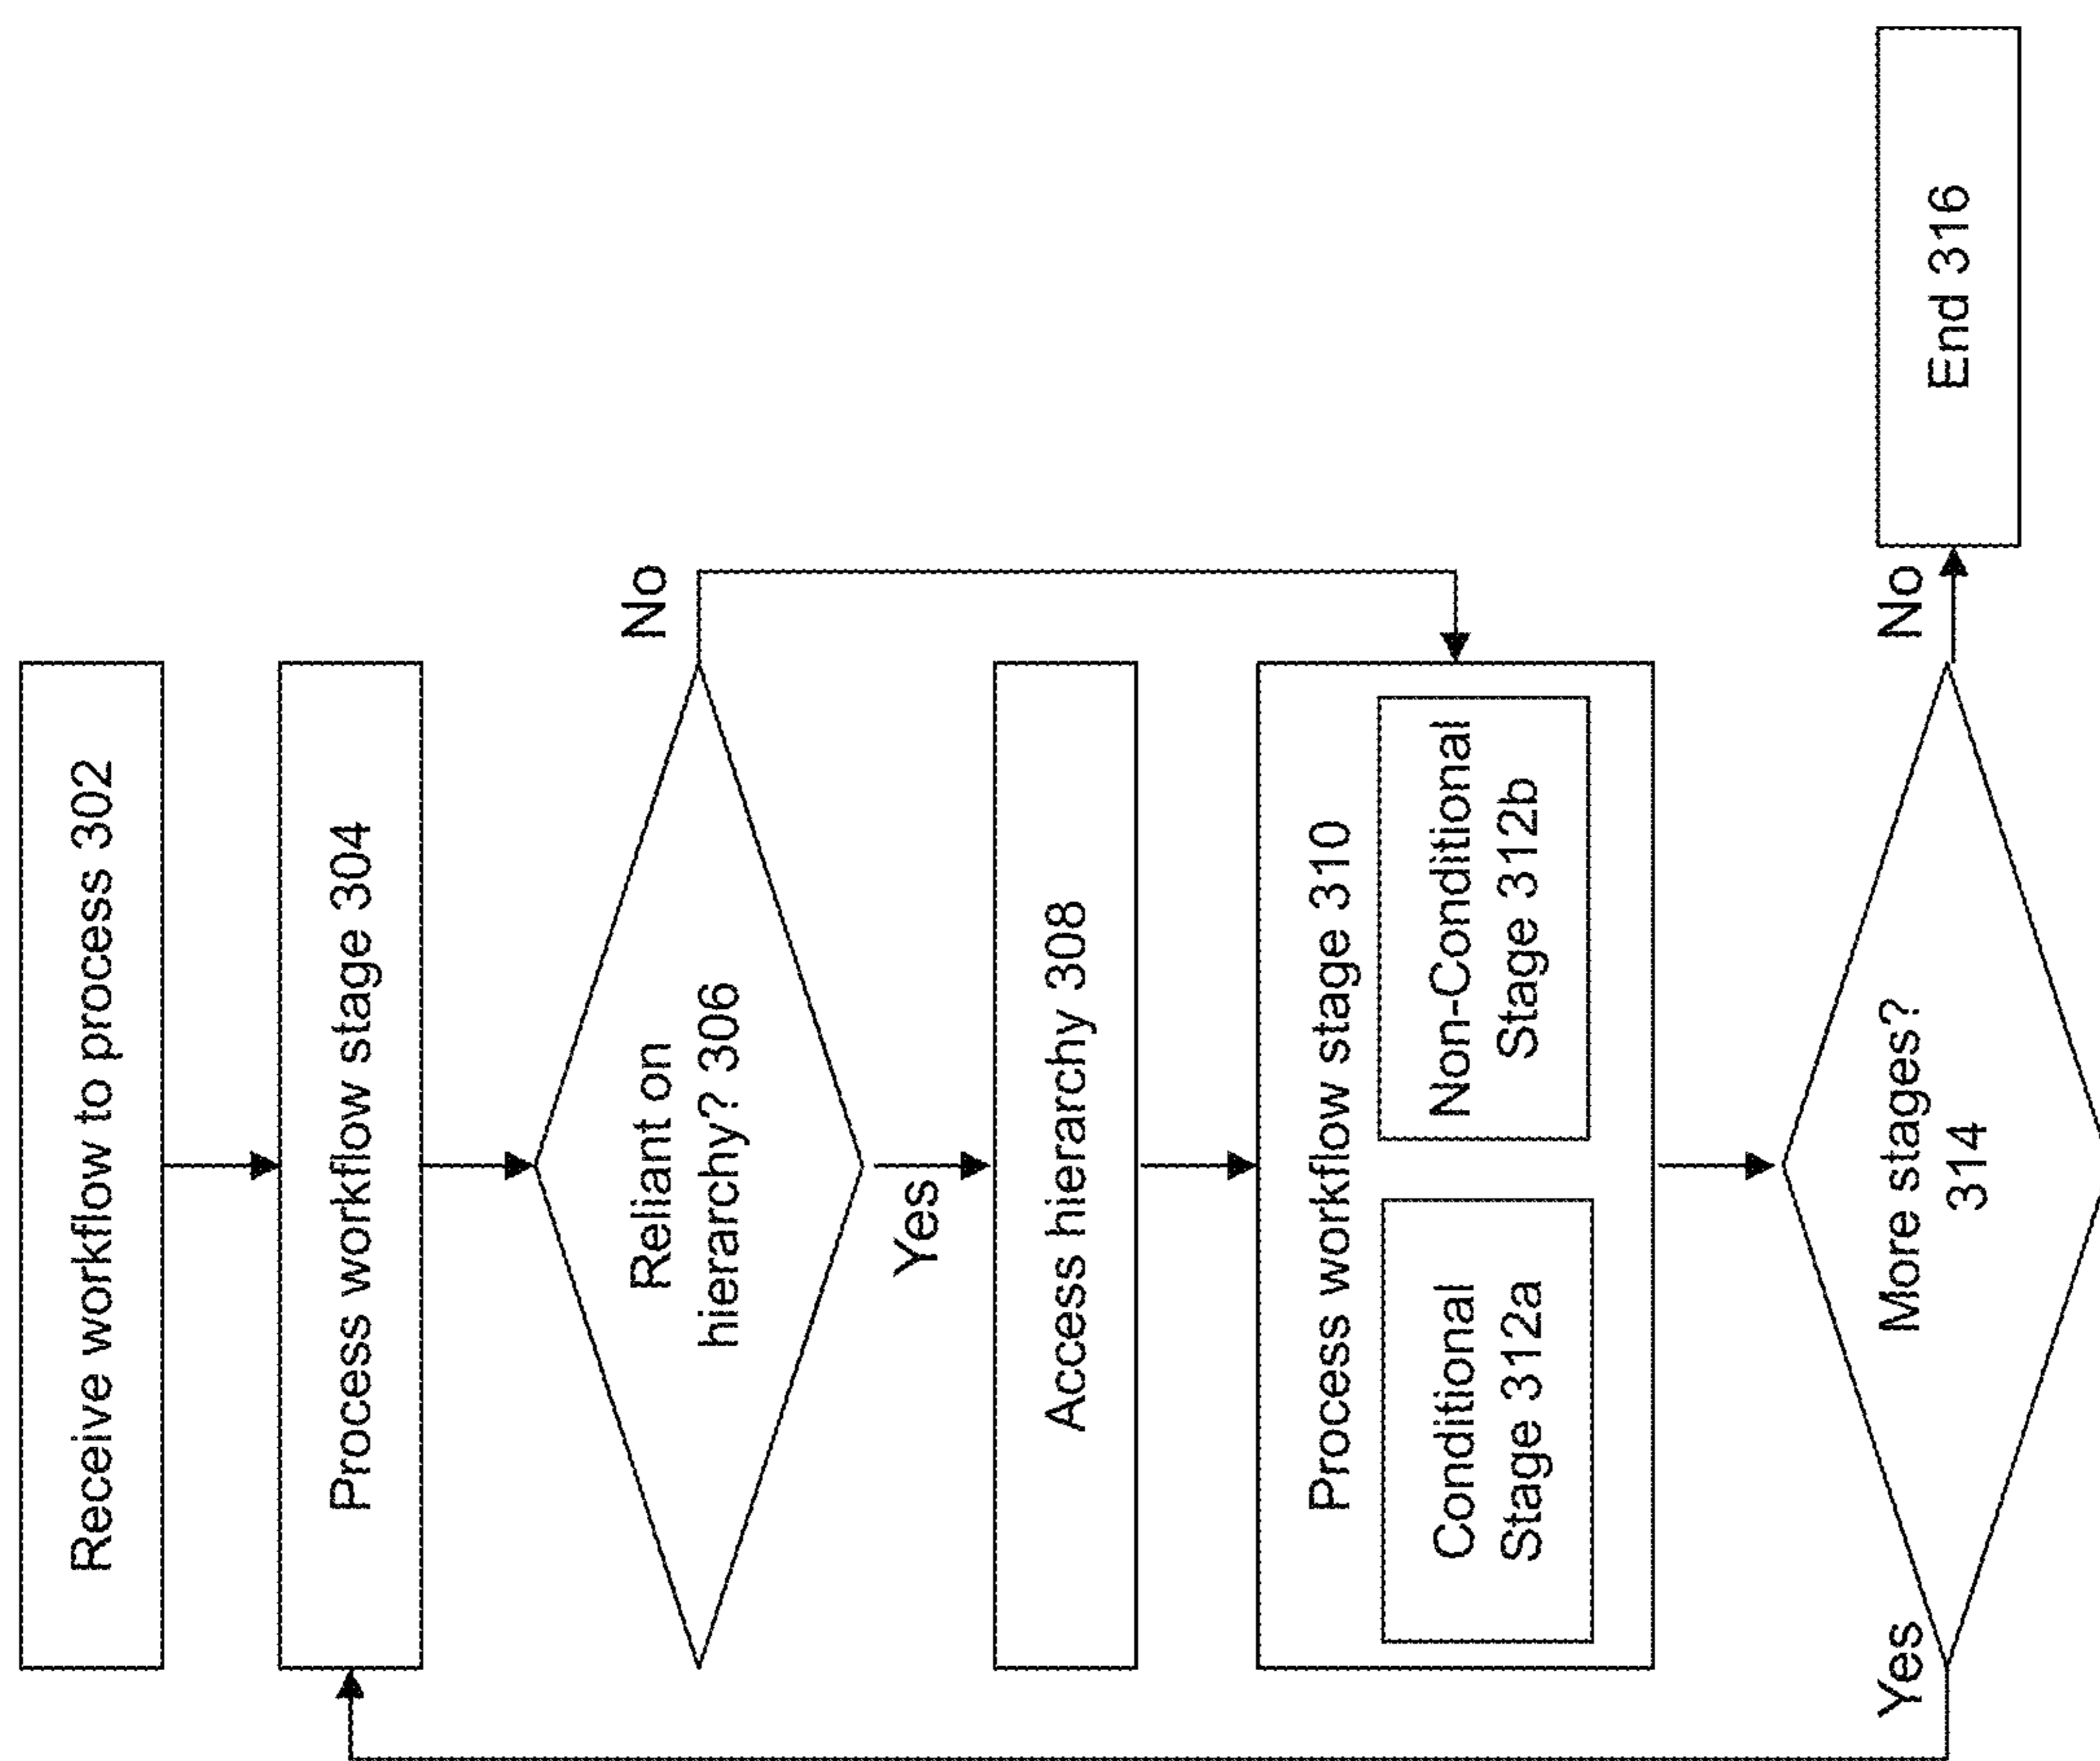 Receive workflow to process 302
Process workflow stage 304
Reliant on
hierarchy? 306
No
Yes
Access hierarchy 308
Process workflow stage 310
Conditional
Stage 312a
Non-Conditional
Stage 312b
More stages?
314
Yes
No
End 316